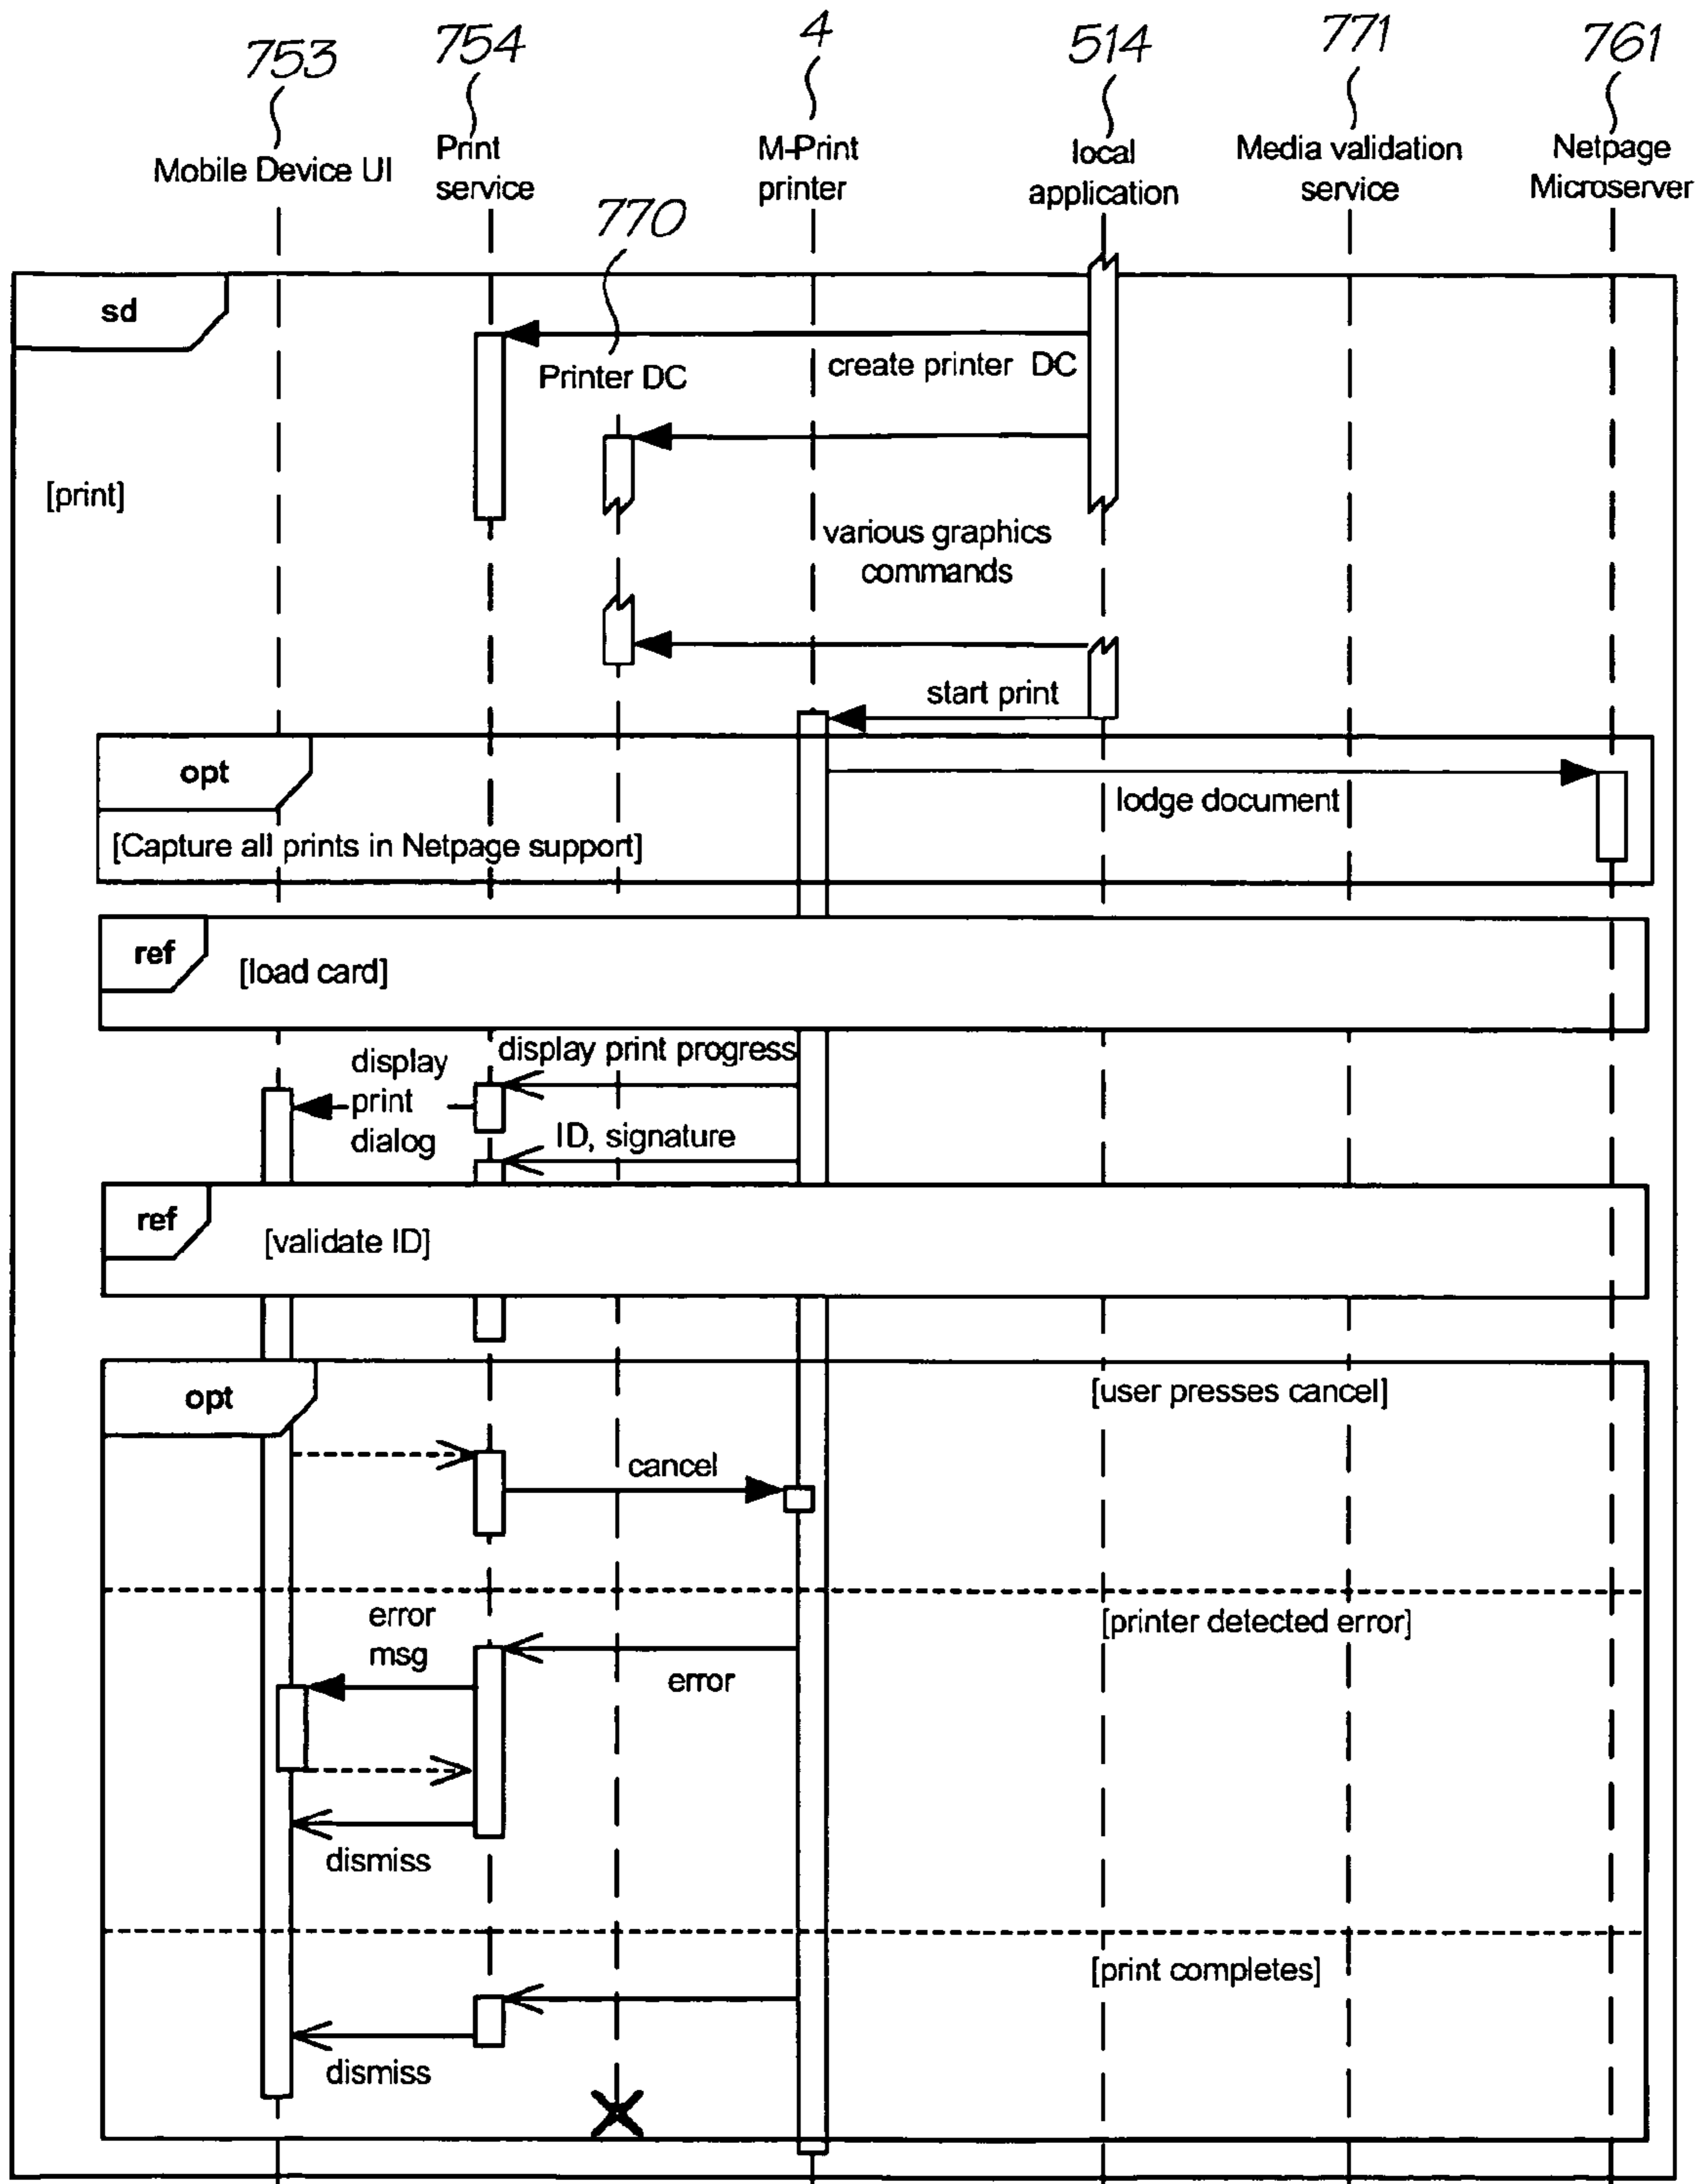 753
754
4
514
771
761
Mobile Device UI
Print
service
M-Print
printer
local
application
Media validation
service
Netpage
Microserver
770
sd
Printer DC
create printer DC
[print]
various graphics
commands
start print
opt
lodge document
[Capture all prints in Netpage support]
ref
[load card]
display
print
dialog
display print progress
ID, signature
ref
[validate ID]
opt
[user presses cancel]
cancel
error
msg
[printer detected error]
error
dismiss
[print completes]
dismiss